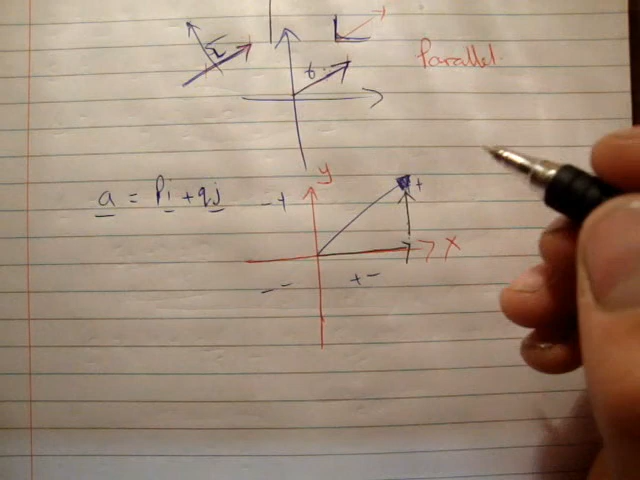 b
Parallel.
y
a = pi + qj
- +
+
x
- -
+ -